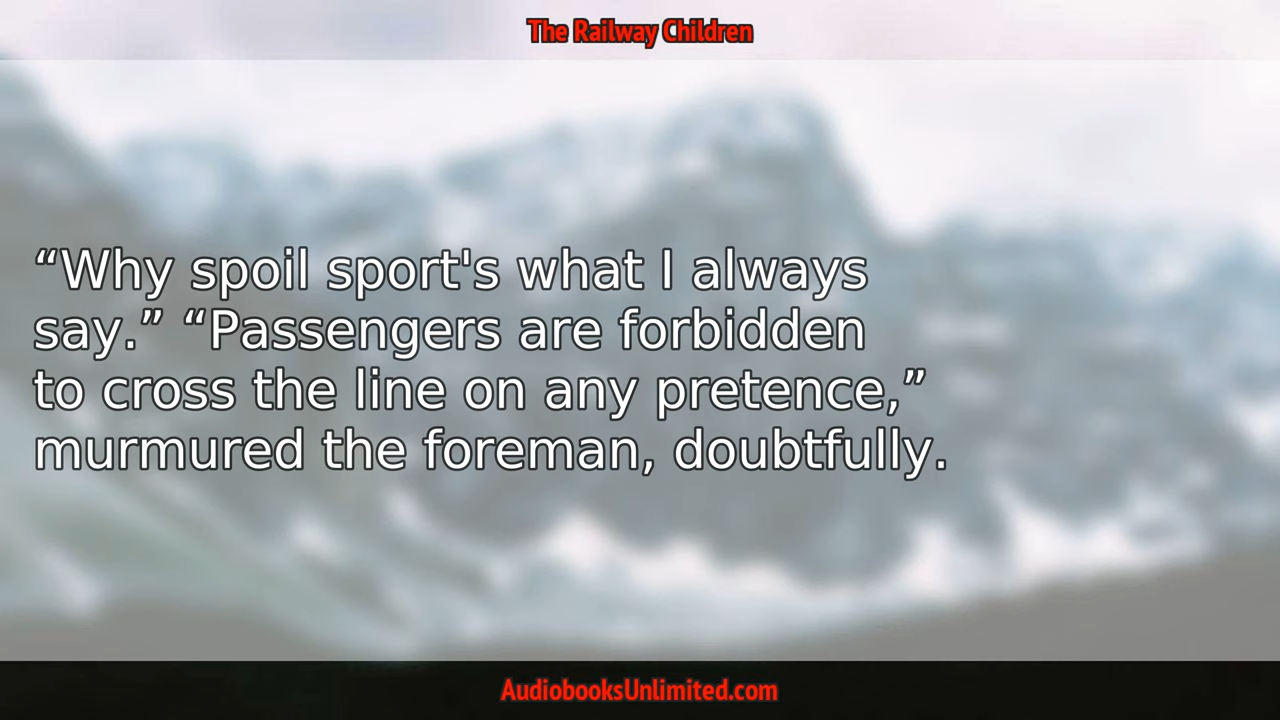 The Railway Children
“Why spoil sport's what I always
say.” “Passengers are forbidden
to cross the line on any pretence,”
murmured the foreman, doubtfully.
AudiobooksUnlimited.com